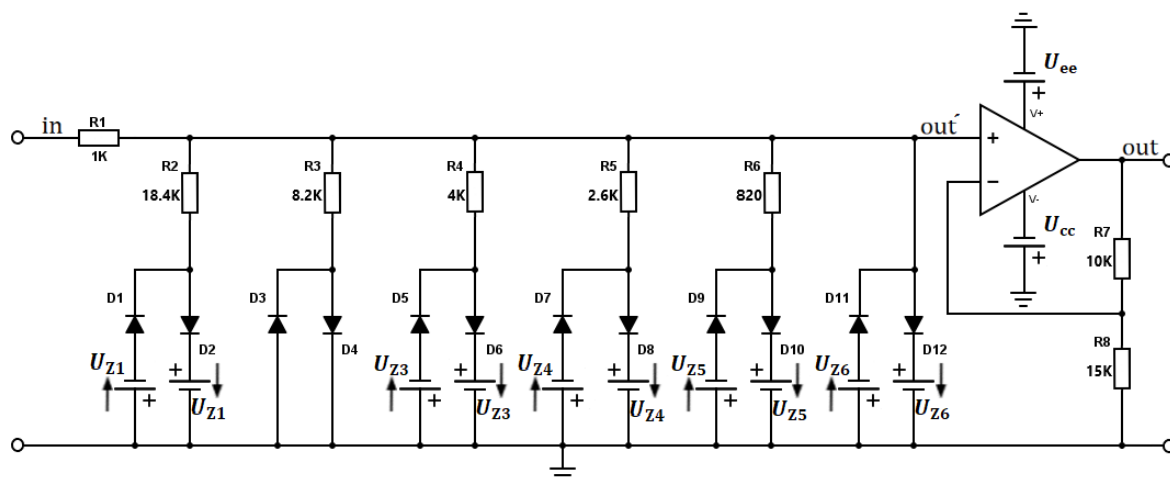 U_ee
+
V+
in
R1
1K
out´
+
−
out
R2
18.4K
R3
8.2K
R4
4K
R5
2.6K
R6
820
V-
U_cc
+
R7
10K
D1
D2
D3
D4
D5
D6
D7
D8
D9
D10
D11
D12
R8
15K
U_Z1
+
+
U_Z1
U_Z3
+
+
U_Z3
U_Z4
+
+
U_Z4
U_Z5
+
+
U_Z5
U_Z6
+
+
U_Z6